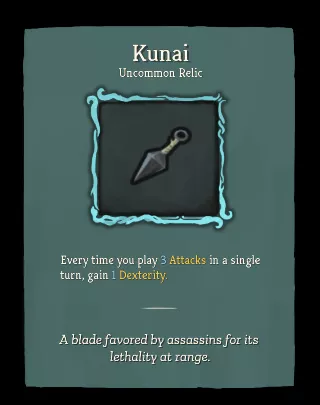 Kunai
Uncommon Relic
Every time you play 3 Attacks in a single
turn, gain 1 Dexterity.
A blade favored by assassins for its
lethality at range.